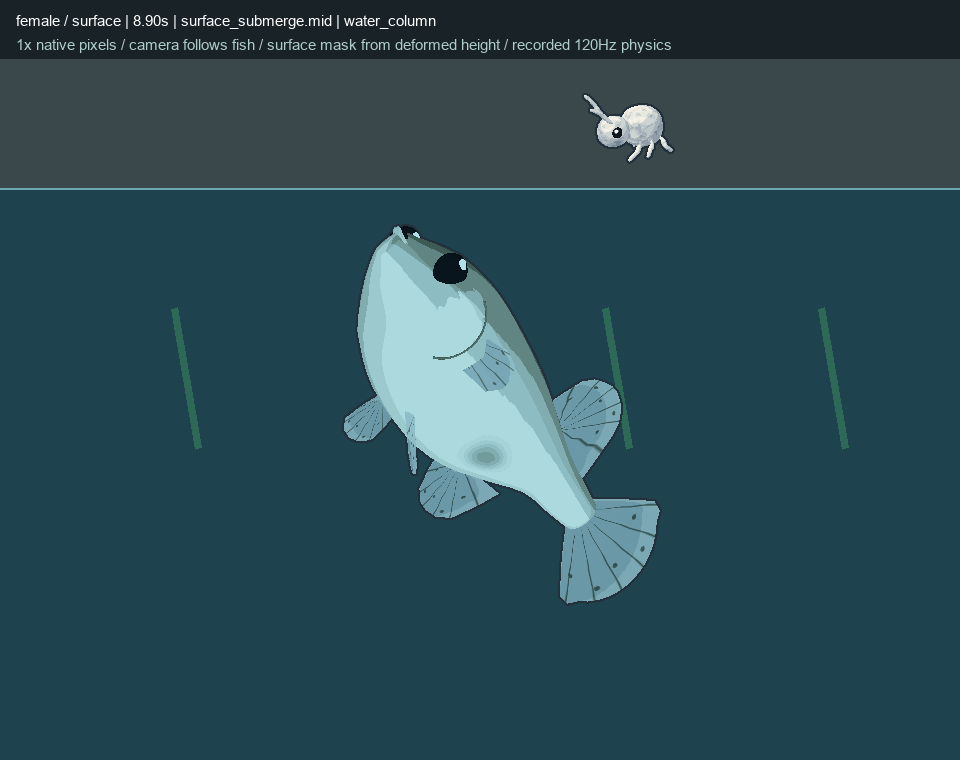 female / surface | 8.90s | surface_submerge.mid | water_column
1x native pixels / camera follows fish / surface mask from deformed height / recorded 120Hz physics